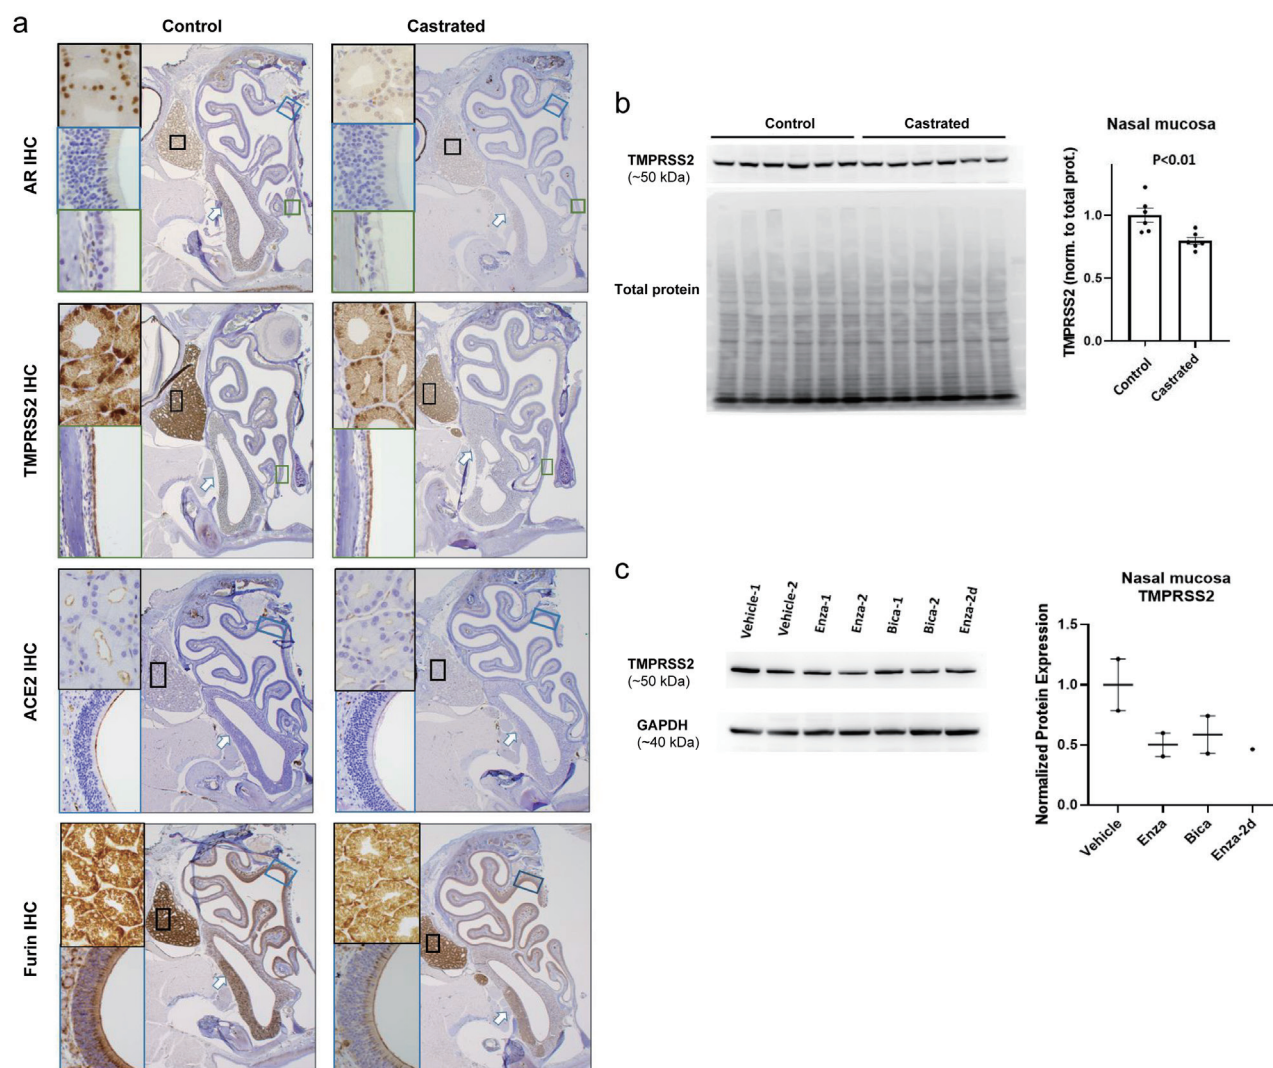 a
Control
Castrated
AR IHC
TMPRSS2 IHC
ACE2 IHC
Furin IHC
b
Control
Castrated
TMPRSS2
(~50 kDa)
Total protein
Nasal mucosa
P<0.01
TMPRSS2 (norm. to total prot.)
1.0
0.5
0.0
Control
Castrated
c
Vehicle-1
Vehicle-2
Enza-1
Enza-2
Bica-1
Bica-2
Enza-2d
TMPRSS2
(~50 kDa)
GAPDH
(~40 kDa)
Nasal mucosa
TMPRSS2
Normalized Protein Expression
1.5
1.0
0.5
0.0
Vehicle
Enza
Bica
Enza-2d